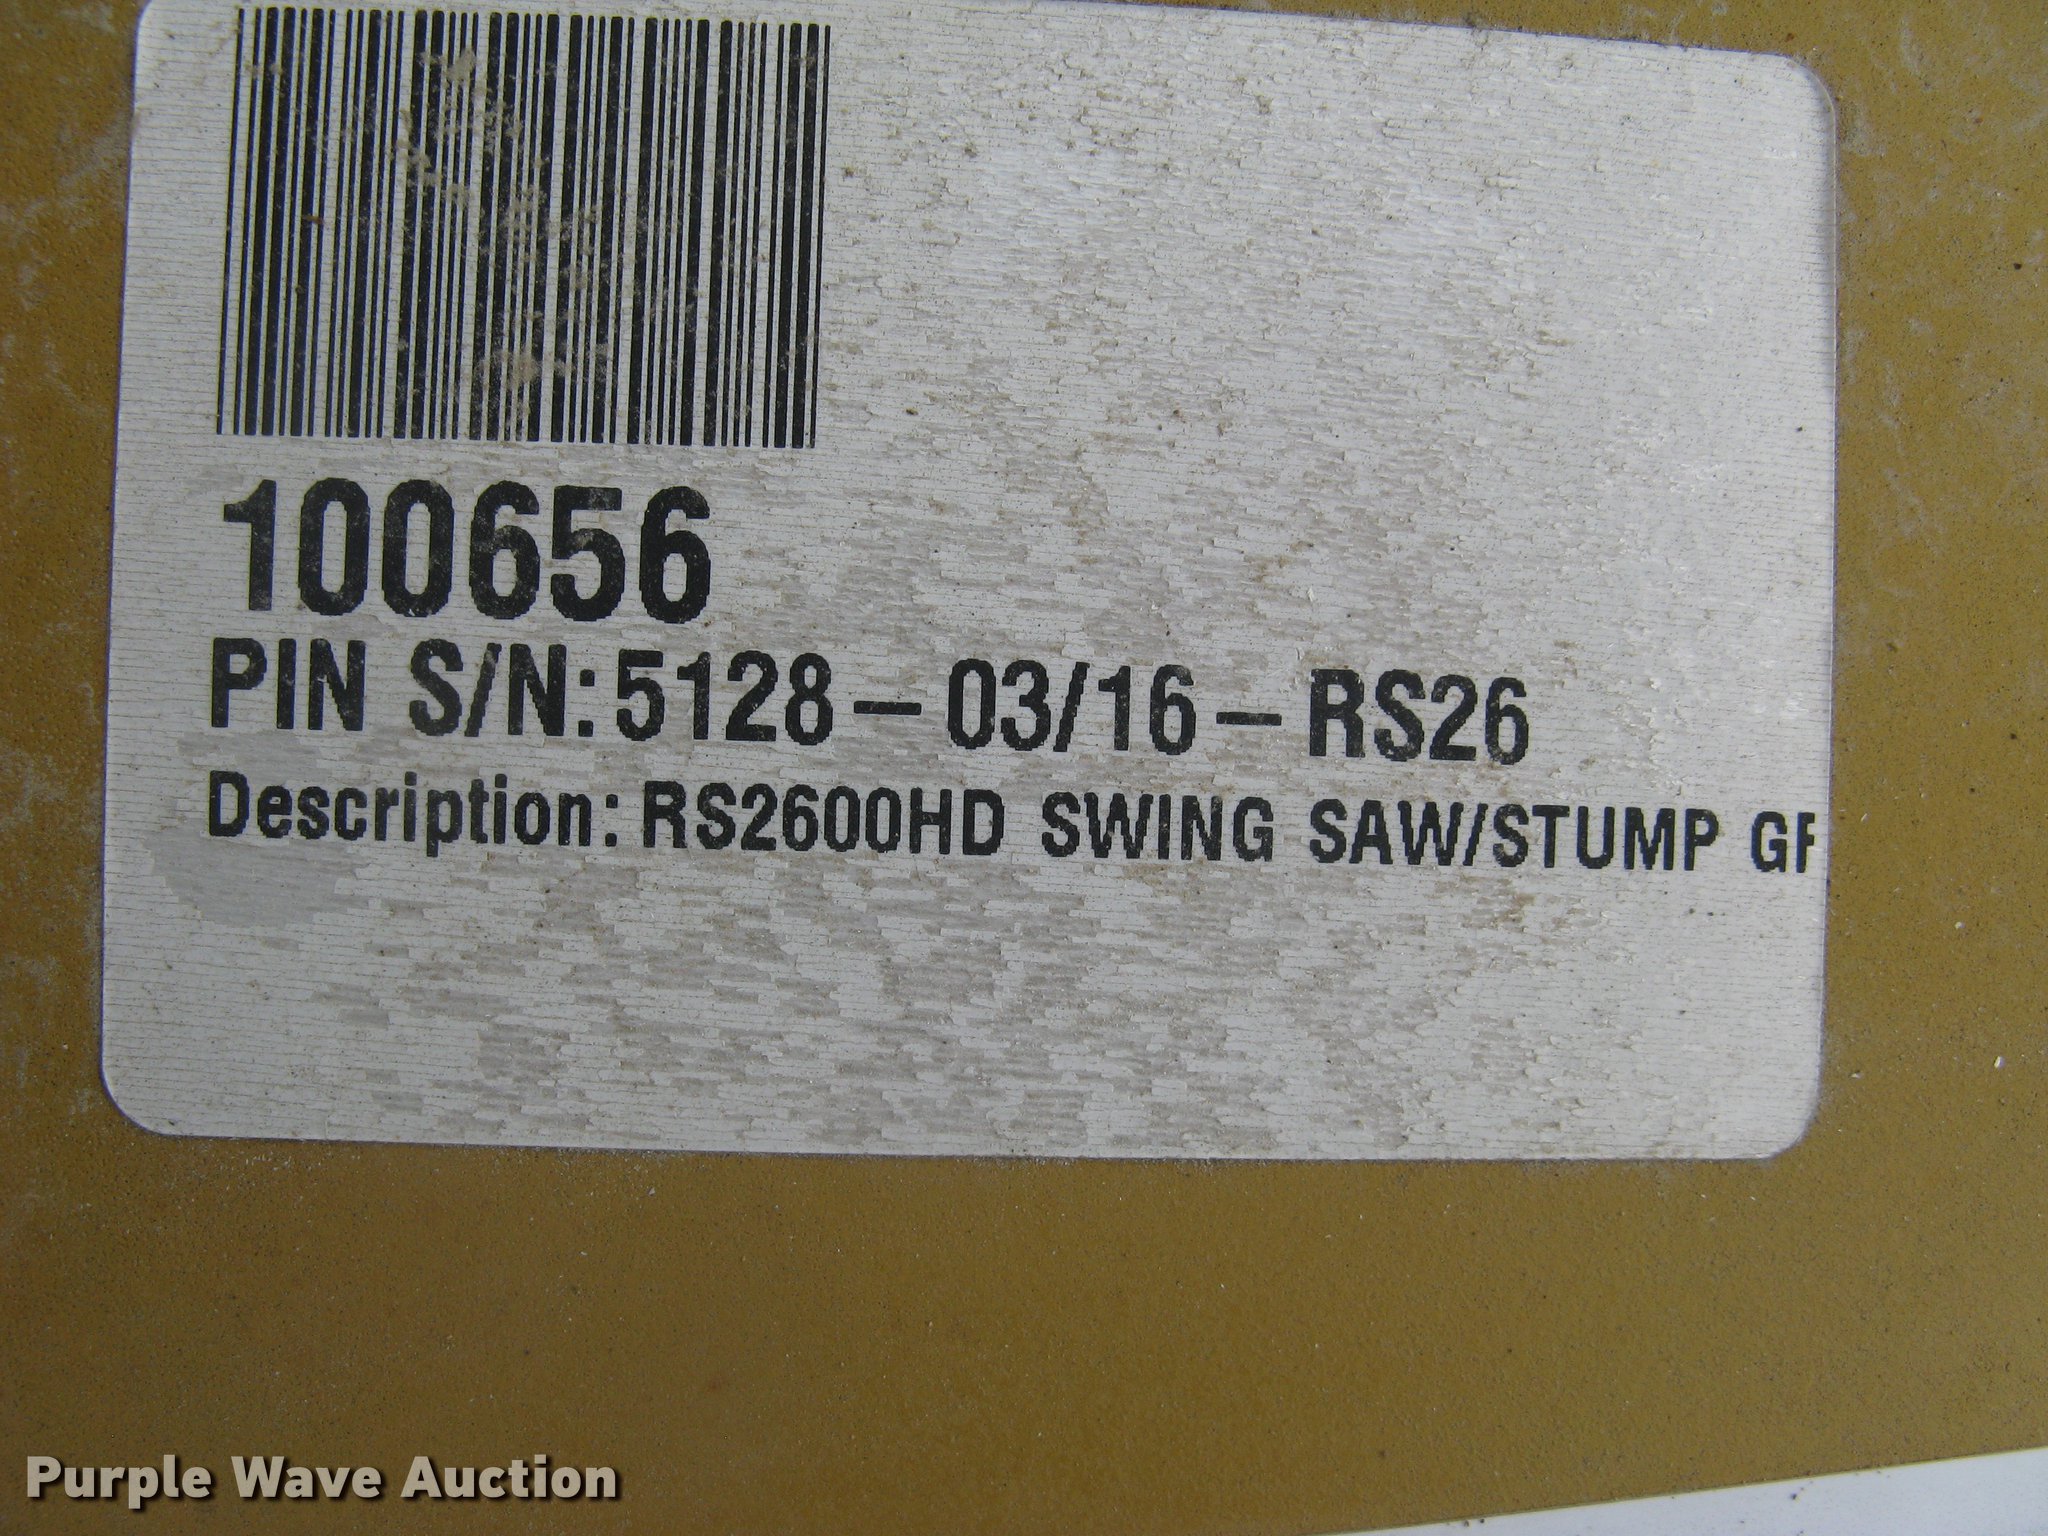 100656
PIN S/N: 5128-03/16-RS26
Description: RS2600HD SWING SAW/STUMP
Purple Wave Auction